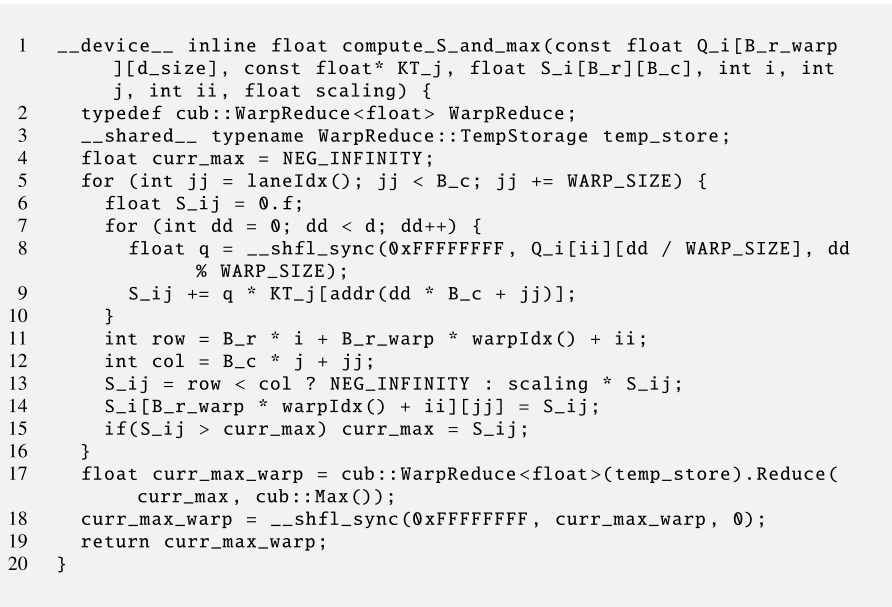 1 __device__ inline float compute_S_and_max(const float Q_i[B_r_warp
][d_size], const float* KT_j, float S_i[B_r][B_c], int i, int
j, int ii, float scaling) {
2 typedef cub::WarpReduce<float> WarpReduce;
3 __shared__ typename WarpReduce::TempStorage temp_store;
4 float curr_max = NEG_INFINITY;
5 for (int jj = laneIdx(); jj < B_c; jj += WARP_SIZE) {
6 float S_ij = 0.f;
7 for (int dd = 0; dd < d; dd++) {
8 float q = __shfl_sync(0xFFFFFFFF, Q_i[ii][dd / WARP_SIZE], dd
% WARP_SIZE);
9 S_ij += q * KT_j[addr(dd * B_c + jj)];
10 }
11 int row = B_r * i + B_r_warp * warpIdx() + ii;
12 int col = B_c * j + jj;
13 S_ij = row < col ? NEG_INFINITY : scaling * S_ij;
14 S_i[B_r_warp * warpIdx() + ii][jj] = S_ij;
15 if(S_ij > curr_max) curr_max = S_ij;
16 }
17 float curr_max_warp = cub::WarpReduce<float>(temp_store).Reduce(
curr_max, cub::Max());
18 curr_max_warp = __shfl_sync(0xFFFFFFFF, curr_max_warp, 0);
19 return curr_max_warp;
20 }